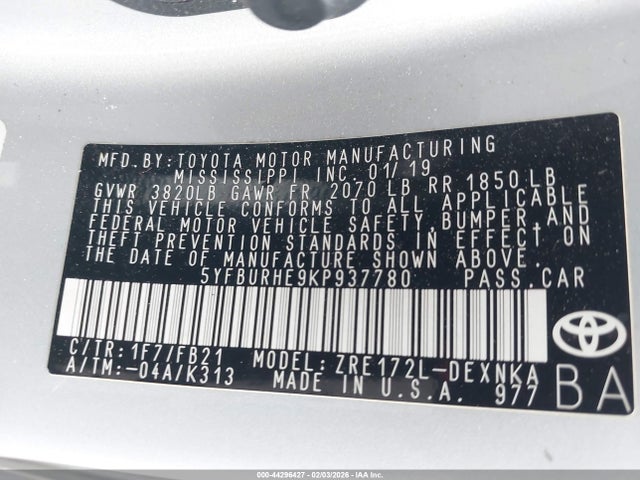 MFD. BY: TOYOTA MOTOR MANUFACTURING
MISSISSIPPI INC. 01/19
GVWR 3820LB GAWR FR 2070 LB RR 1850 LB
THIS VEHICLE CONFORMS TO ALL APPLICABLE
FEDERAL MOTOR VEHICLE SAFETY, BUMPER, AND
THEFT PREVENTION STANDARDS IN EFFECT ON
THE DATE OF MANUFACTURE SHOWN ABOVE.
5YFBURHE9KP937780 PASS.CAR
C/TR: 1F7/FB21 MODEL: ZRE172L-DEXNKA
A/TM:-04A/K313 MADE IN U.S.A. 977
BA
000-44296427 - 02/03/2026 - IAA Inc.